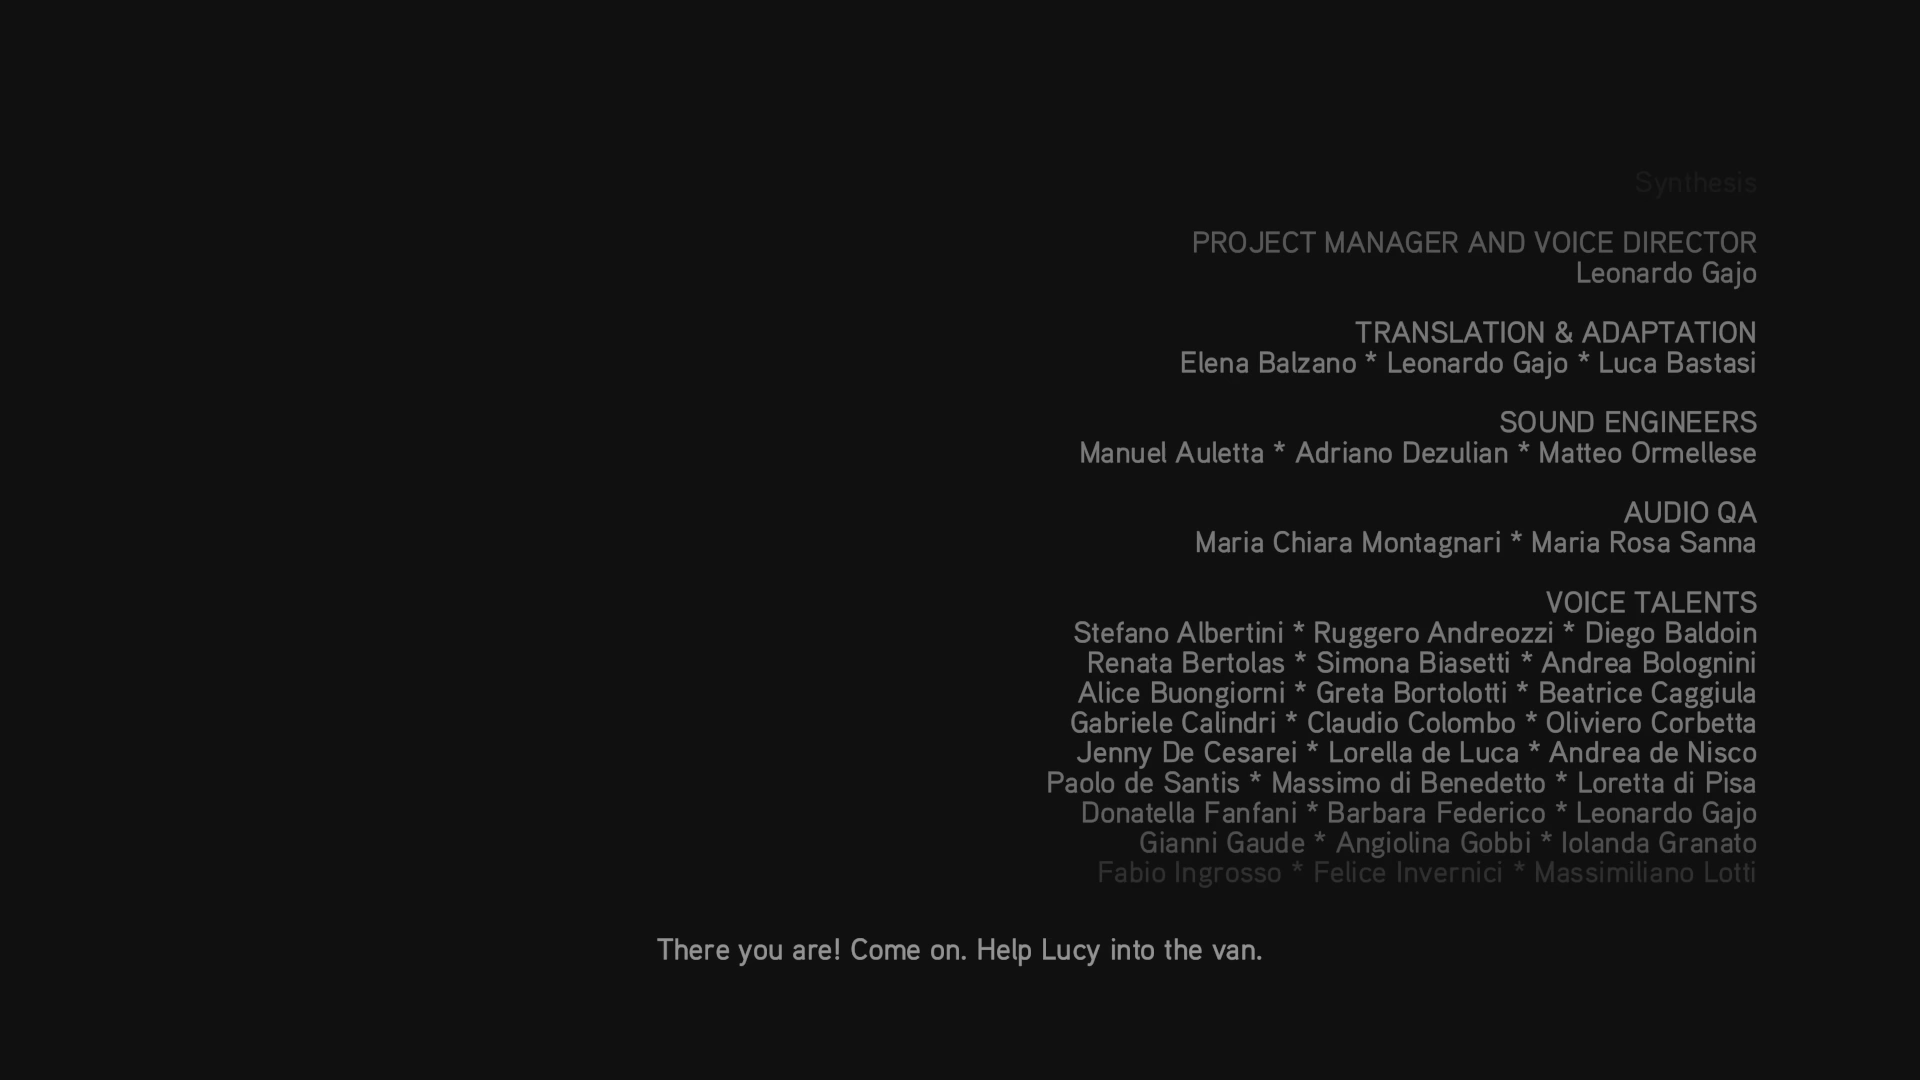 Synthesis
PROJECT MANAGER AND VOICE DIRECTOR
Leonardo Gajo
TRANSLATION & ADAPTATION
Elena Balzano * Leonardo Gajo * Luca Bastasi
SOUND ENGINEERS
Manuel Auletta * Adriano Dezulian * Matteo Ormellese
AUDIO QA
Maria Chiara Montagnari * Maria Rosa Sanna
VOICE TALENTS
Stefano Albertini * Ruggero Andreozzi * Diego Baldoin
Renata Bertolas * Simona Biasetti * Andrea Bolognini
Alice Buongiorni * Greta Bortolotti * Beatrice Caggiula
Gabriele Calindri * Claudio Colombo * Oliviero Corbetta
Jenny De Cesarei * Lorella de Luca * Andrea de Nisco
Paolo de Santis * Massimo di Benedetto * Loretta di Pisa
Donatella Fanfani * Barbara Federico * Leonardo Gajo
Gianni Gaude * Angiolina Gobbi * Iolanda Granato
Fabio Ingrosso * Felice Invernici * Massimiliano Lotti
There you are! Come on. Help Lucy into the van.